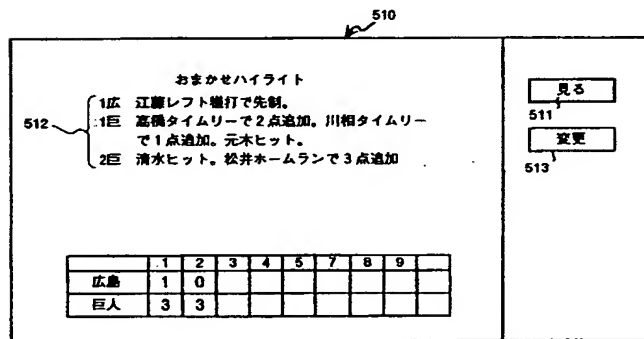 510
おまかせハイライト
512
1広 江藤レフト犠打で先制。
1巨 高橋タイムリーで2点追加。川相タイムリー
で1点追加。元木ヒット。
2巨 清水ヒット。松井ホームランで3点追加
見る
511
変更
513
1 2 3 4 5 7 8 9
広島 1 0
巨人 3 3